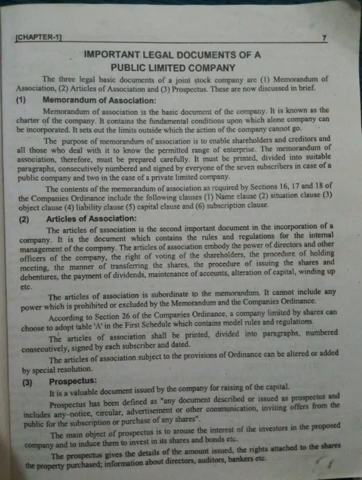 [CHAPTER-1] 7
IMPORTANT LEGAL DOCUMENTS OF A
PUBLIC LIMITED COMPANY
The three legal basic documents of a joint stock company are (1) Memorandum of
Association, (2) Articles of Association and (3) Prospectus. These are now discussed in brief.
(1) Memorandum of Association:
Memorandum of association is the basic document of the company. It is known as the
charter of the company. It contains the fundamental conditions upon which alone company can
be incorporated. It sets out the limits outside which the action of the company cannot go.
The purpose of memorandum of association is to enable shareholders and creditors and
all those who deal with it to know the permitted range of enterprise. The memorandum of
association, therefore, must be prepared carefully. It must be printed, divided into suitable
paragraphs, consecutively numbered and signed by everyone of the seven subscribers in case of a
public company and two in the case of a private limited company.
The contents of the memorandum of association as required by Sections 16, 17 and 18 of
the Companies Ordinance include the following clauses (1) Name clause (2) situation clause (3)
object clause (4) liability clause (5) capital clause and (6) subscription clause.
(2) Articles of Association:
The articles of association is the second important document in the incorporation of a
company. It is the document which contains the rules and regulations for the internal
management of the company. The articles of association embody the power of directors and other
officers of the company, the right of voting of the shareholders, the procedure of holding
meeting, the manner of transferring the shares, the procedure of issuing the shares and
debentures, the payment of dividends, maintenance of accounts, alteration of capital, winding up
etc.
The articles of association is subordinate to the memorandum. It cannot include any
power which is prohibited or excluded by the Memorandum and the Companies Ordinance.
According to Section 26 of the Companies Ordinance, a company limited by shares can
choose to adopt table 'A' in the First Schedule which contains model rules and regulations.
The articles of association shall be printed, divided into paragraphs, numbered
consecutively, signed by each subscriber and dated.
The articles of association subject to the provisions of Ordinance can be altered or added
by special resolution.
(3) Prospectus:
It is a valuable document issued by the company for raising of the capital.
Prospectus has been defined as "any document described or issued as prospectus and
includes any-notice, circular, advertisement or other communication, inviting offers from the
public for the subscription or purchase of any shares".
The main object of prospectus is to arouse the interest of the investors in the proposed
company and to induce them to invest in its shares and bonds etc.
The prospectus gives the details of the amount issued, the rights attached to the shares
the property purchased; information about directors, auditors, bankers etc.